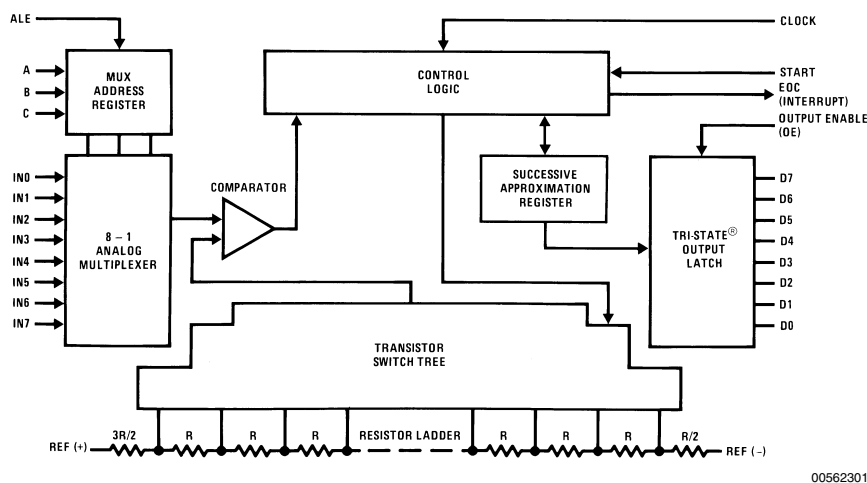 ALE
CLOCK
A
B
C
MUX
ADDRESS
REGISTER
CONTROL
LOGIC
START
EOC
(INTERRUPT)
OUTPUT ENABLE
(OE)
IN0
IN1
IN2
IN3
IN4
IN5
IN6
IN7
8 – 1
ANALOG
MULTIPLEXER
COMPARATOR
SUCCESSIVE
APPROXIMATION
REGISTER
TRI-STATE®
OUTPUT
LATCH
D7
D6
D5
D4
D3
D2
D1
D0
TRANSISTOR
SWITCH TREE
REF (+)
3R/2
R
R
R
RESISTOR LADDER
R
R
R
R/2
REF (–)
00562301